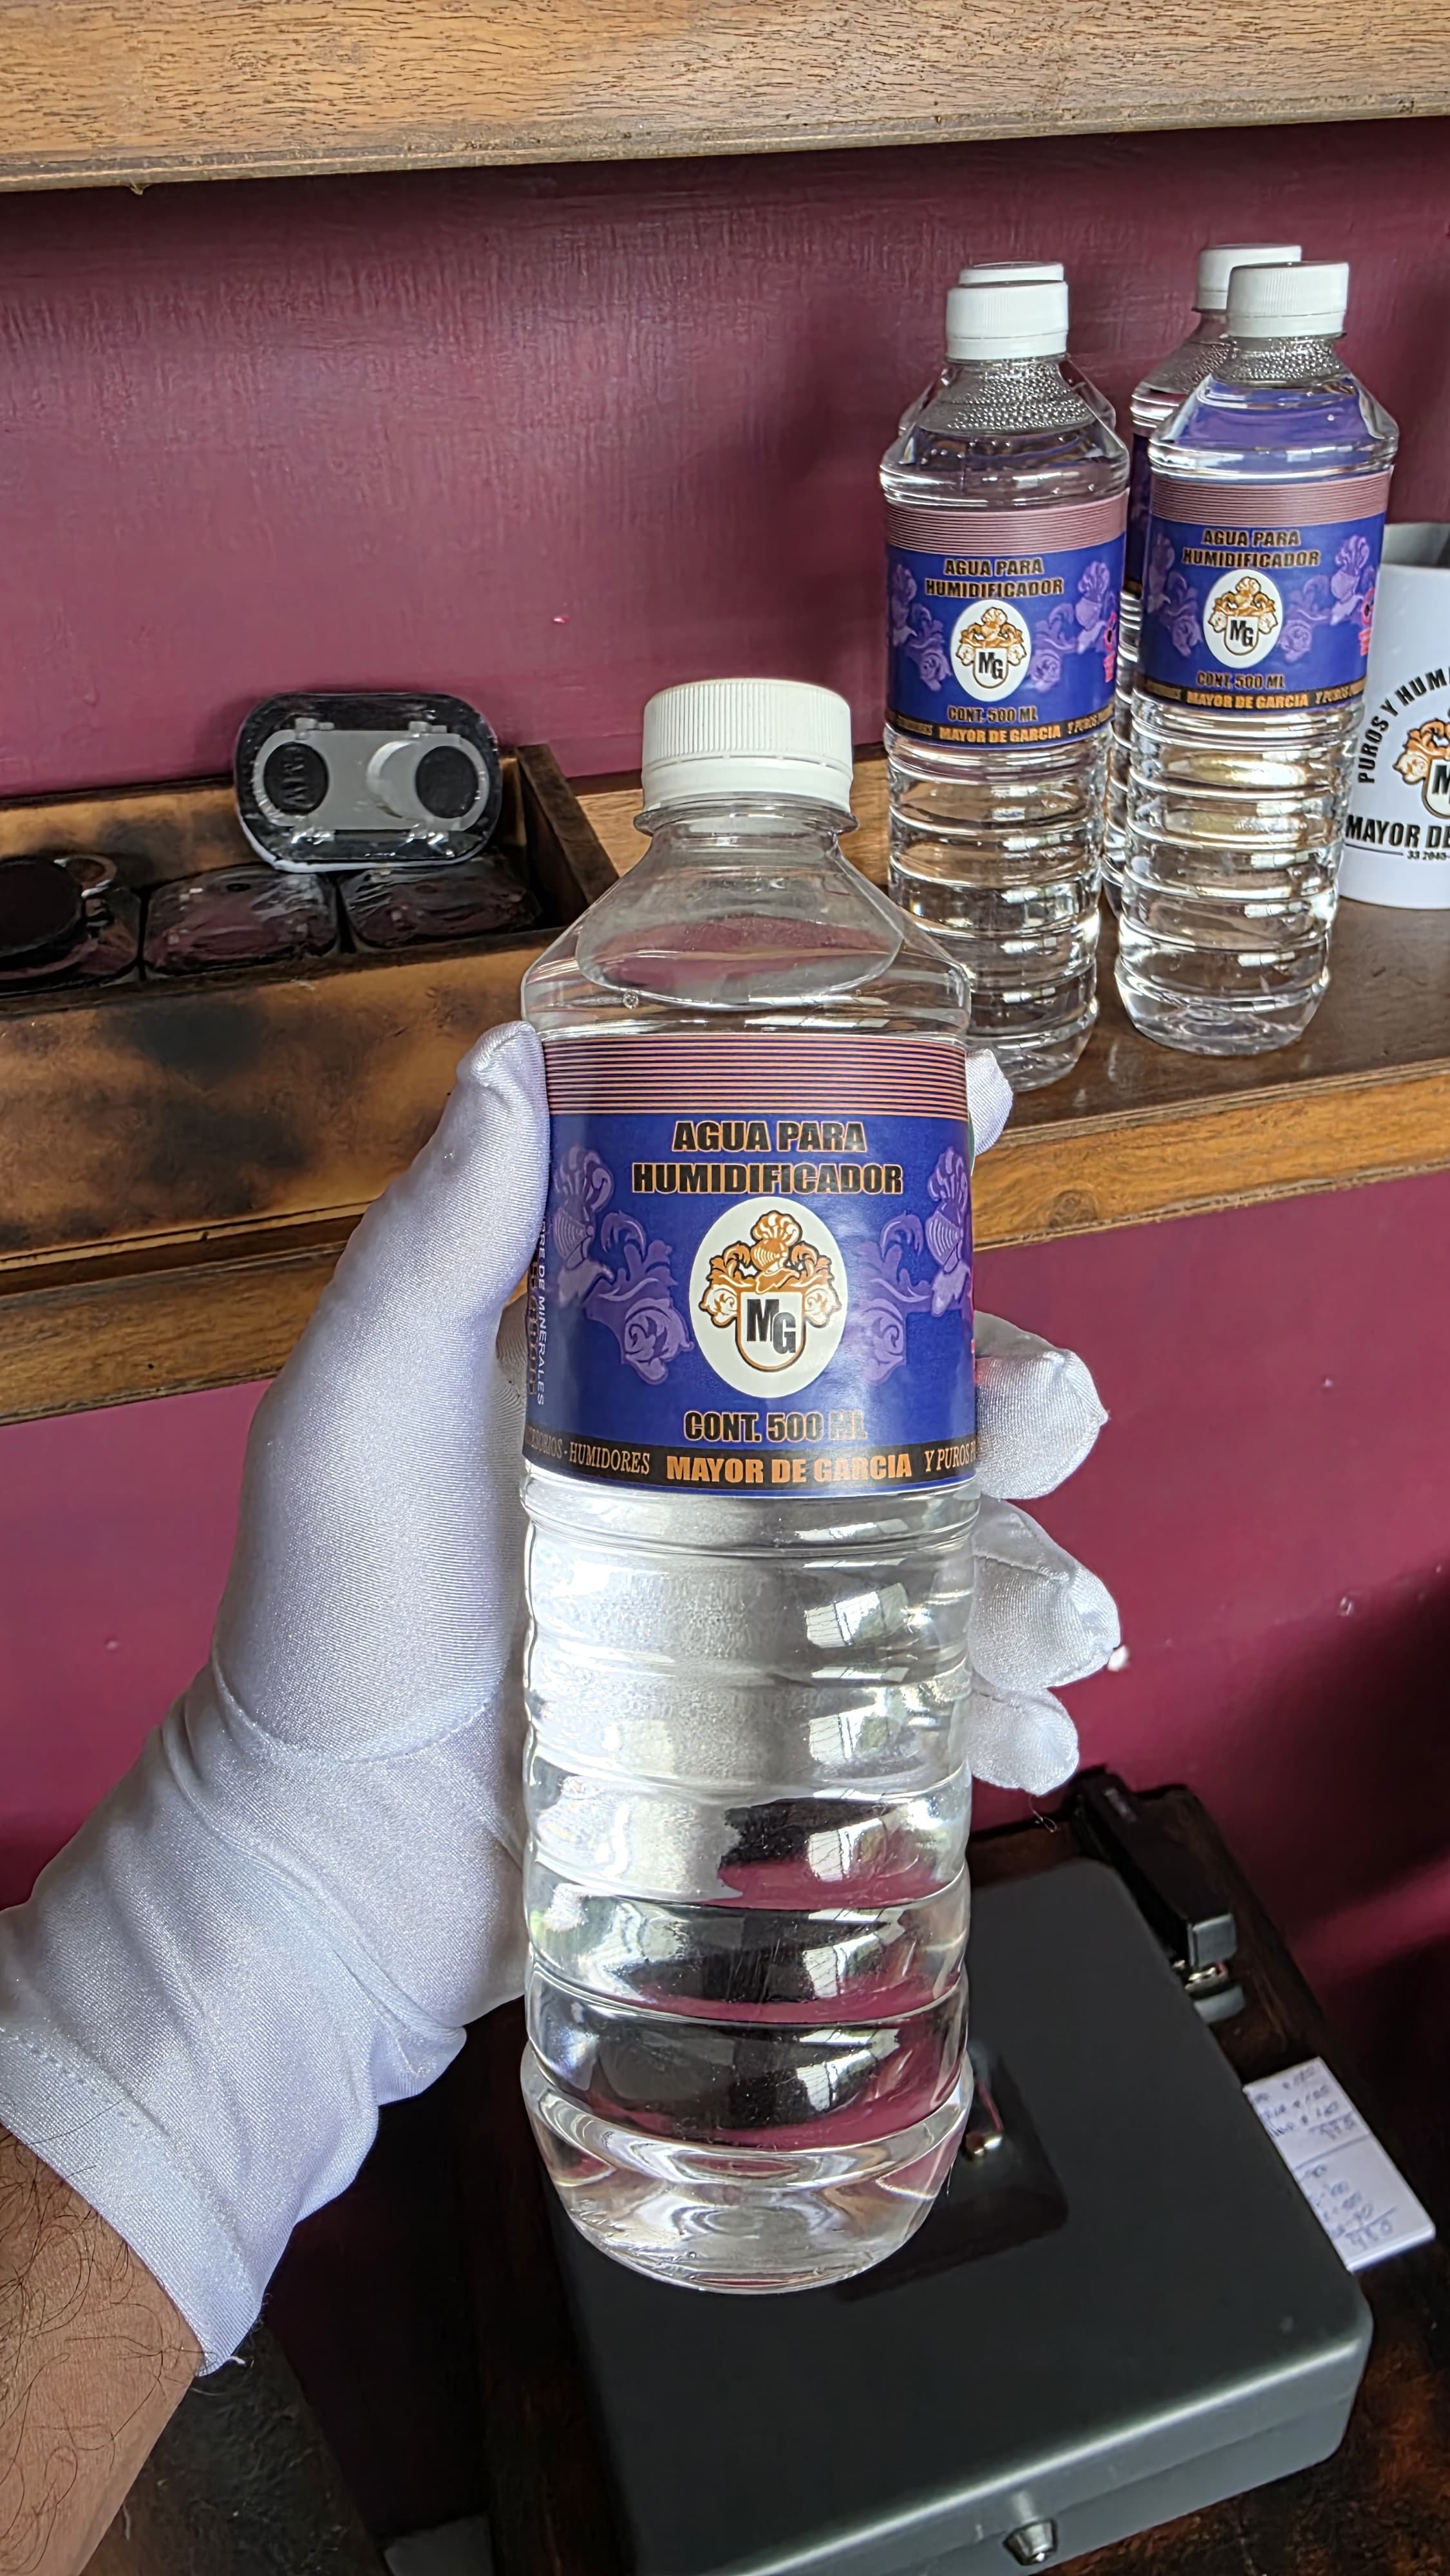 AGUA PARA
HUMIDIFICADOR
MG
CONT. 500 ML
MAYOR DE GARCIA
AGUA PARA
HUMIDIFICADOR
MG
CONT. 500 ML
MAYOR DE GARCIA
PUROS Y
MAYOR
AGUA PARA
HUMIDIFICADOR
DE MINERALES
MG
CONT. 500 ML
- HUMIDORES MAYOR DE GARCIA Y PUROS